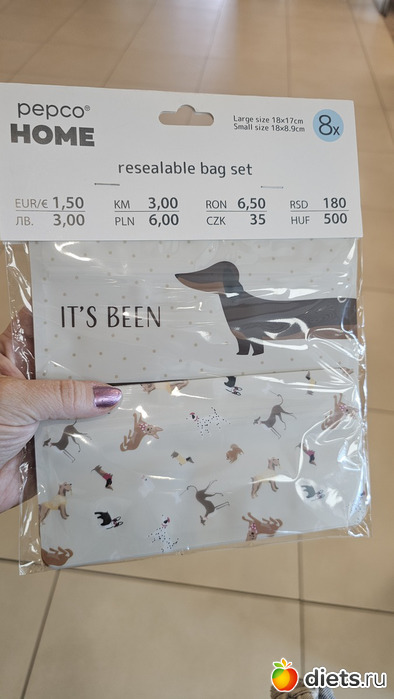 pepco®
HOME
Large size 18x17cm
Small size 18x8.9cm
8x
resealable bag set
EUR/€ 1,50
KM 3,00
RON 6,50
RSD 180
ЛВ. 3,00
PLN 6,00
CZK 35
HUF 500
IT'S BEEN
diets.ru